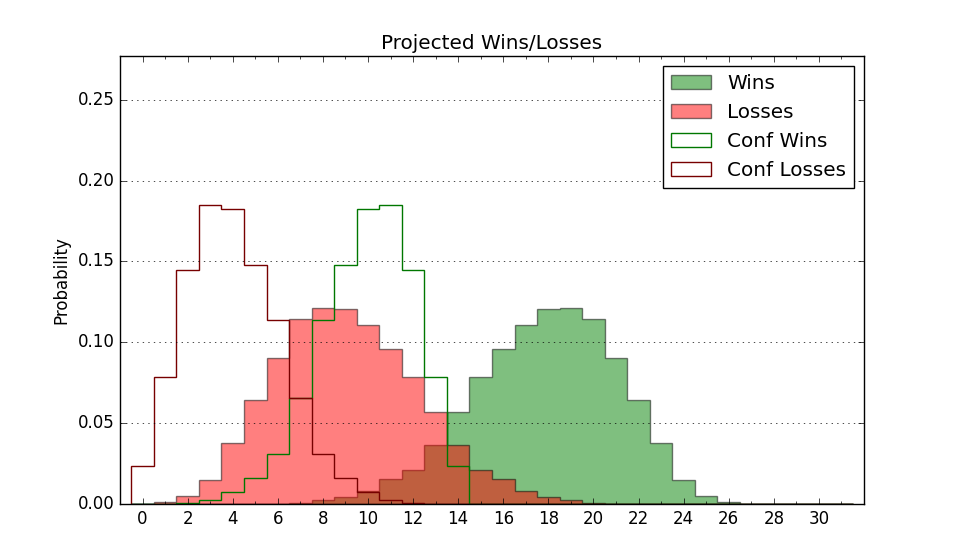 Projected Wins/Losses
Wins
Losses
Conf Wins
Conf Losses
Probability
0.25
0.20
0.15
0.10
0.05
0.00
0 2 4 6 8 10 12 14 16 18 20 22 24 26 28 30